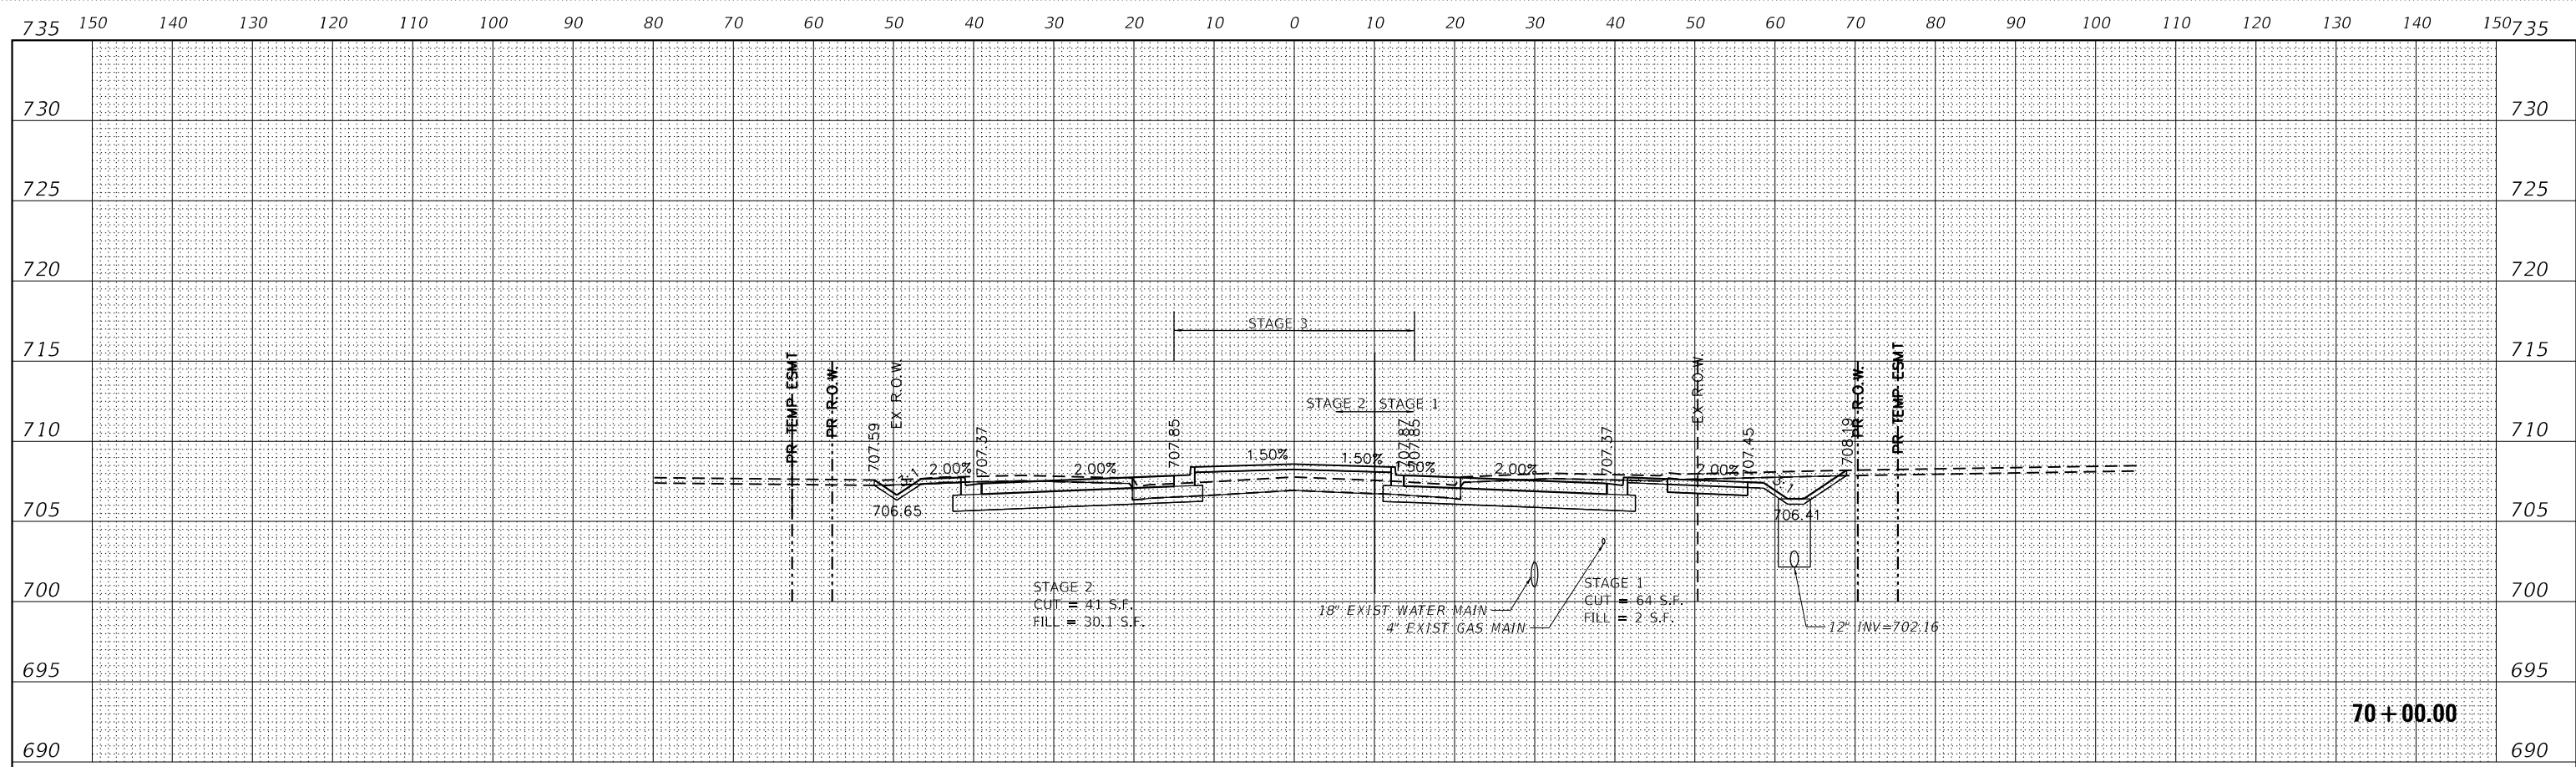 150 140 130 120 110 100 90 80 70 60 50 40 30 20 10 0 10 20 30 40 50 60 70 80 90 100 110 120 130 140 150
735 735
730 730
725 725
720 720
STAGE 3
715 715
PR TEMP ESMT
PR R.O.W.
EX R.O.W.
EX R.O.W.
PR R.O.W.
PR TEMP ESMT
STAGE 2 STAGE 1
710 710
707.59
707.37
707.85
707.87
707.85
707.37
707.45
708.19
2.00% 2.00% 1.50% 1.50% 1.50% 2.00% 2.00%
3:1
705 706.65 706.41 705
STAGE 2
CUT = 41 S.F.
FILL = 30.1 S.F.
STAGE 1
CUT = 64 S.F.
FILL = 2 S.F.
700 700
18" EXIST WATER MAIN
4" EXIST GAS MAIN
12" INV=702.16
695 695
70+00.00
690 690